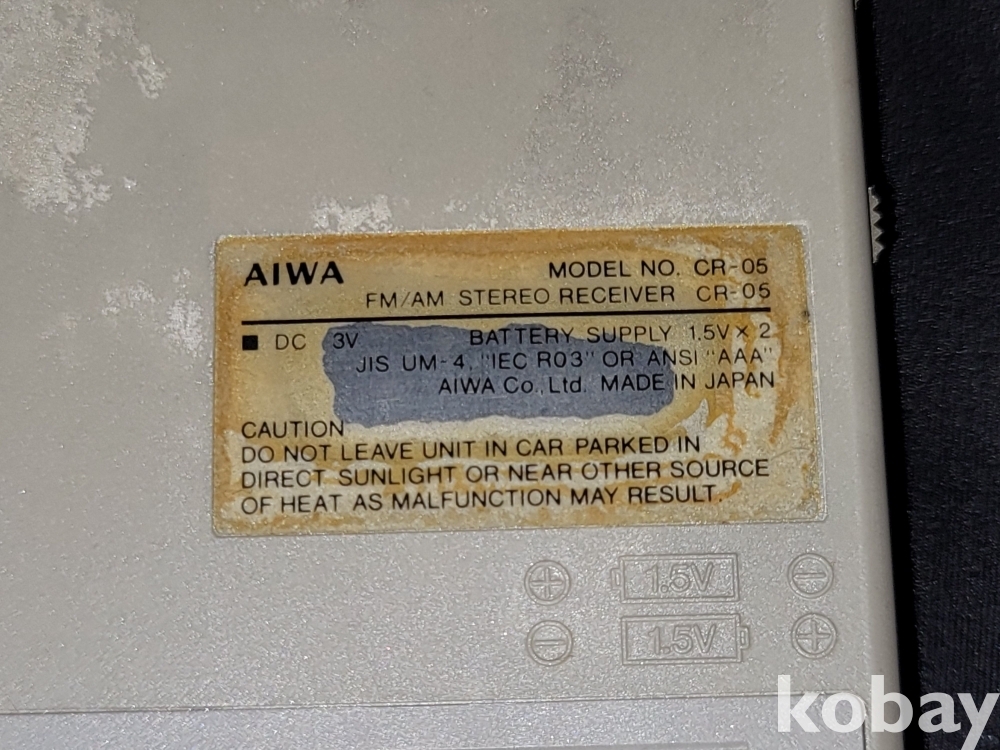 AIWA
MODEL NO. CR-05
FM/AM STEREO RECEIVER CR-05
■ DC 3V BATTERY SUPPLY 1.5V×2
JIS UM-4, "IEC R03" OR ANSI "AAA"
AIWA Co., Ltd. MADE IN JAPAN
CAUTION
DO NOT LEAVE UNIT IN CAR PARKED IN
DIRECT SUNLIGHT OR NEAR OTHER SOURCE
OF HEAT AS MALFUNCTION MAY RESULT.
⊕ 1.5V ⊖
⊖ 1.5V ⊕
kobay